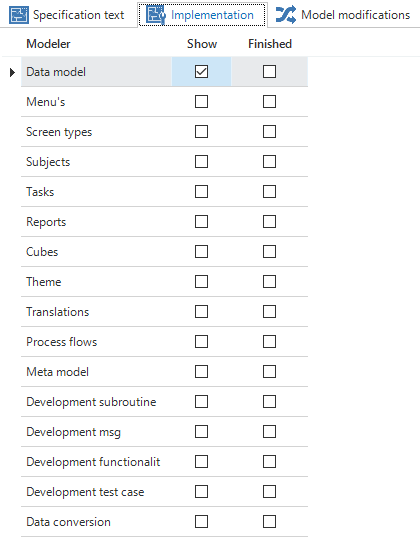 Specification text Implementation Model modifications
Modeler Show Finished
Data model
Menu's
Screen types
Subjects
Tasks
Reports
Cubes
Theme
Translations
Process flows
Meta model
Development subroutine
Development msg
Development functionalit
Development test case
Data conversion